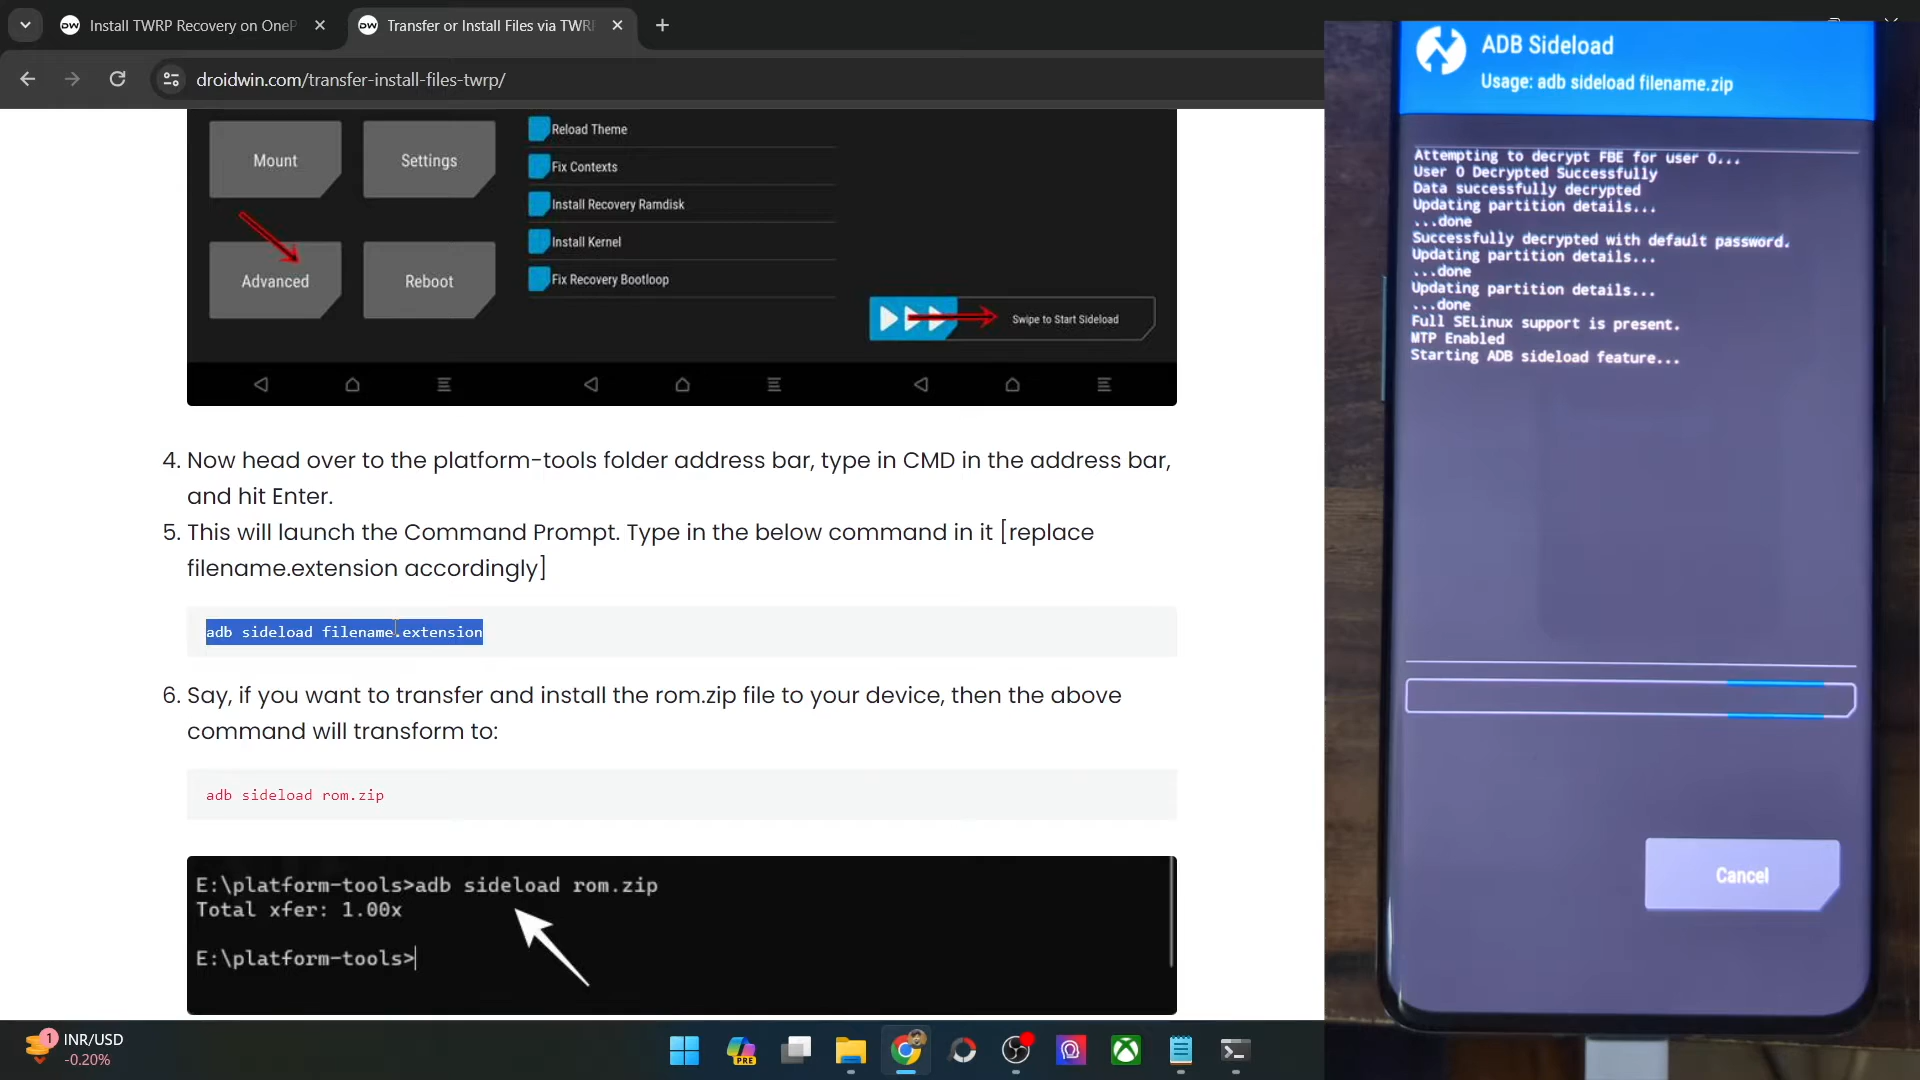 Install TWRP Recovery on OneP
Transfer or Install Files via TWR
droidwin.com/transfer-install-files-twrp/
Mount
Settings
Advanced
Reboot
Reload Theme
Fix Contexts
Install Recovery Ramdisk
Install Kernel
Fix Recovery Bootloop
Swipe to Start Sideload
4. Now head over to the platform-tools folder address bar, type in CMD in the address bar,
and hit Enter.
5. This will launch the Command Prompt. Type in the below command in it [replace
filename.extension accordingly]
adb sideload filename.extension
6. Say, if you want to transfer and install the rom.zip file to your device, then the above
command will transform to:
adb sideload rom.zip
E:\platform-tools>adb sideload rom.zip
Total xfer: 1.00x
E:\platform-tools>
ADB Sideload
Usage: adb sideload filename.zip
Attempting to decrypt FBE for user 0...
User 0 Decrypted Successfully
Data successfully decrypted
Updating partition details...
...done
Successfully decrypted with default password.
Updating partition details...
...done
Updating partition details...
...done
Full SELinux support is present.
MTP Enabled
Starting ADB sideload feature...
Cancel
1
INR/USD
-0.20%
PRE